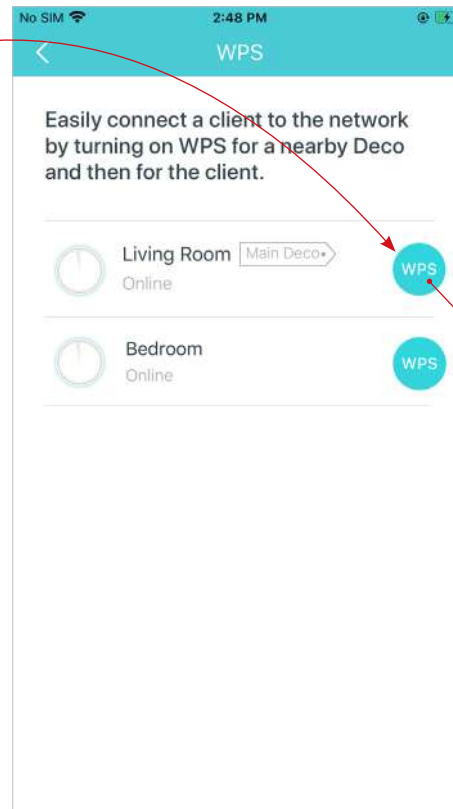 No SIM 2:48 PM
WPS
Easily connect a client to the network
by turning on WPS for a nearby Deco
and then for the client.
Living Room Main Deco
WPS
Online
Bedroom
WPS
Online